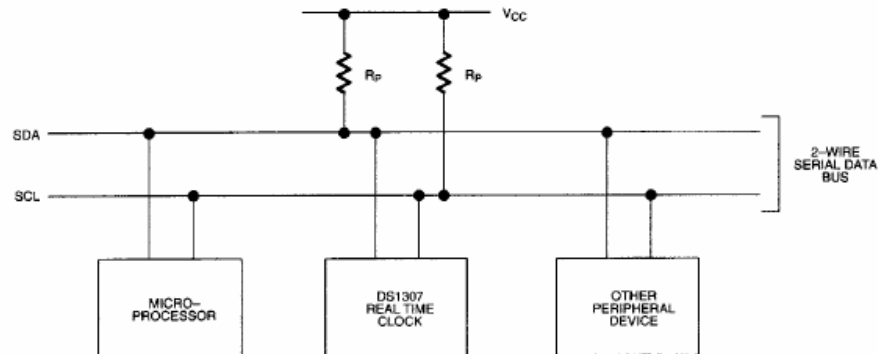 VCC
RP
RP
SDA
2–WIRE
SERIAL DATA
BUS
SCL
MICRO–
PROCESSOR
DS1307
REAL TIME
CLOCK
OTHER
PERIPHERAL
DEVICE